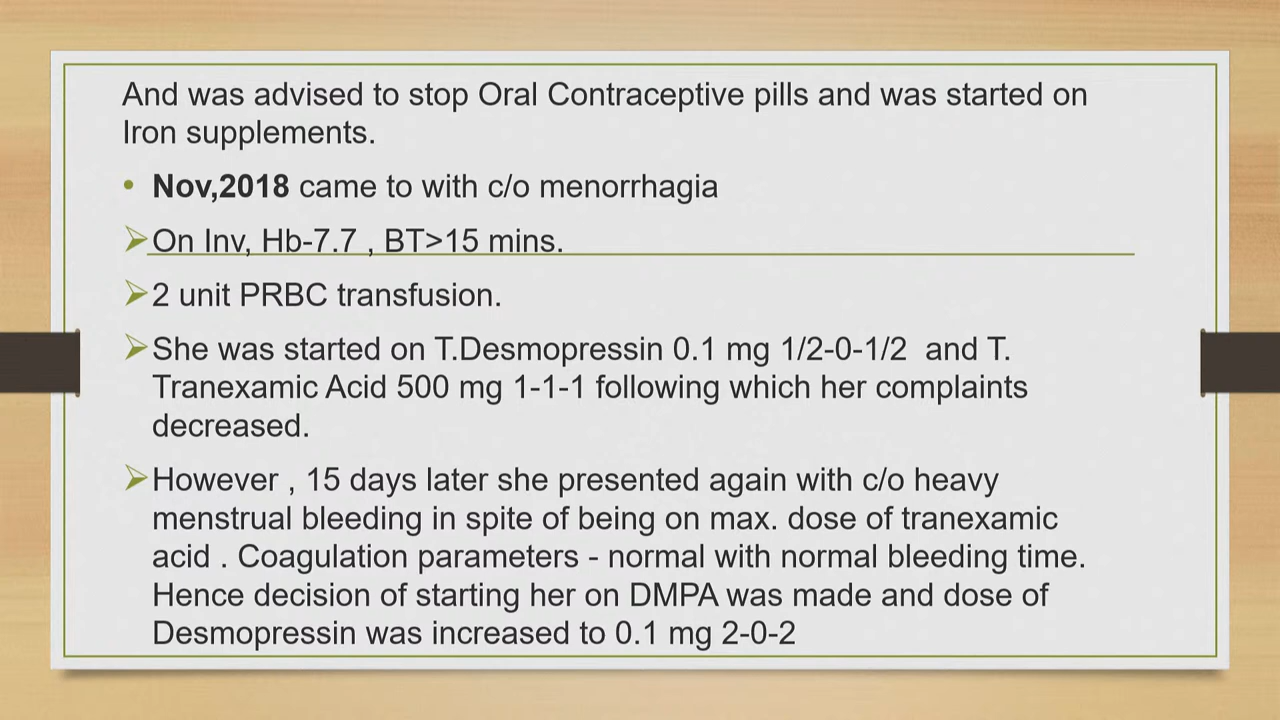 And was advised to stop Oral Contraceptive pills and was started on
Iron supplements.
• Nov,2018 came to with c/o menorrhagia
➢On Inv, Hb-7.7 , BT>15 mins.
➢2 unit PRBC transfusion.
➢She was started on T.Desmopressin 0.1 mg 1/2-0-1/2 and T.
Tranexamic Acid 500 mg 1-1-1 following which her complaints
decreased.
➢However , 15 days later she presented again with c/o heavy
menstrual bleeding in spite of being on max. dose of tranexamic
acid . Coagulation parameters - normal with normal bleeding time.
Hence decision of starting her on DMPA was made and dose of
Desmopressin was increased to 0.1 mg 2-0-2